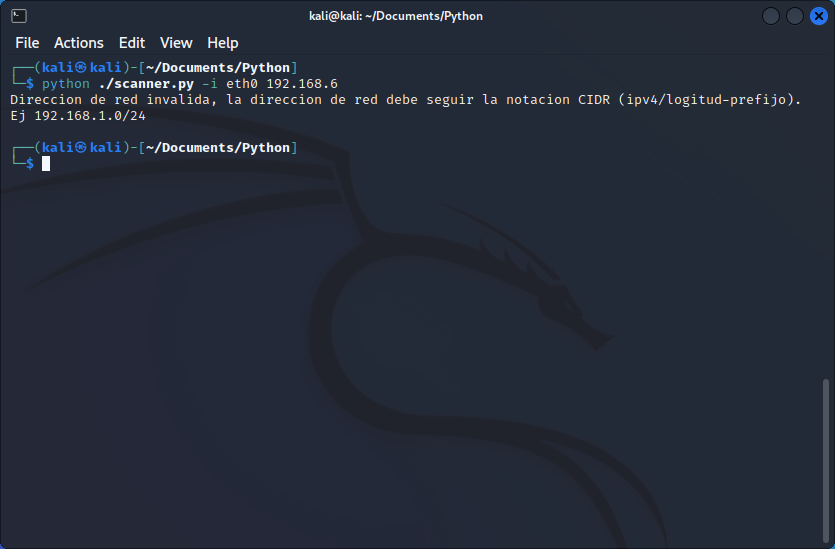 kali@kali: ~/Documents/Python
File Actions Edit View Help
┌──(kali㉿kali)-[~/Documents/Python]
└─$ python ./scanner.py -i eth0 192.168.6
Direccion de red invalida, la direccion de red debe seguir la notacion CIDR (ipv4/logitud-prefijo).
Ej 192.168.1.0/24
┌──(kali㉿kali)-[~/Documents/Python]
└─$